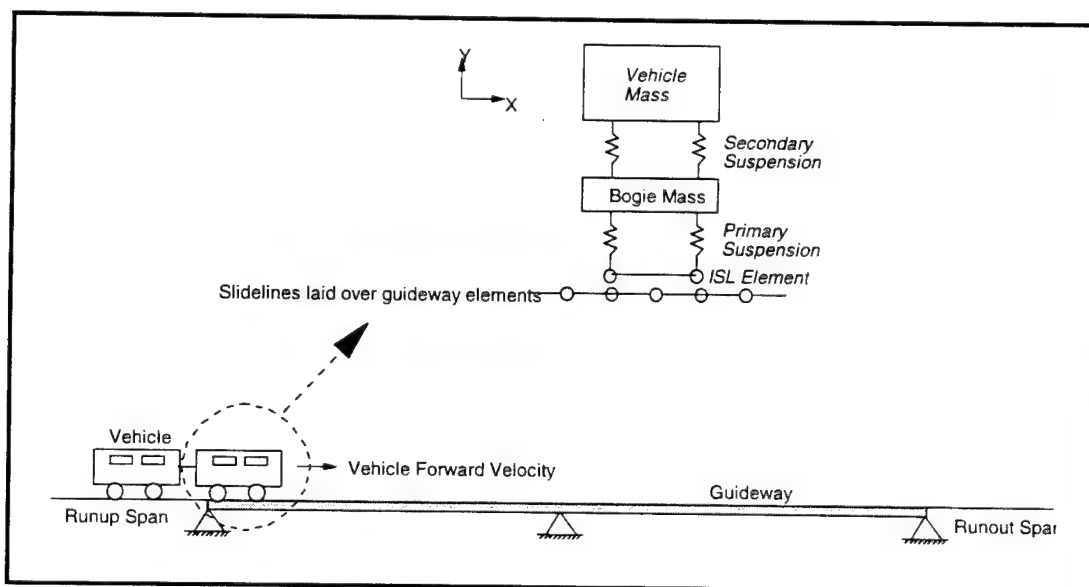 Y
X
Vehicle
Mass
Secondary
Suspension
Bogie Mass
Primary
Suspension
ISL Element
Slidelines laid over guideway elements
Vehicle
Vehicle Forward Velocity
Guideway
Runup Span
Runout Spar